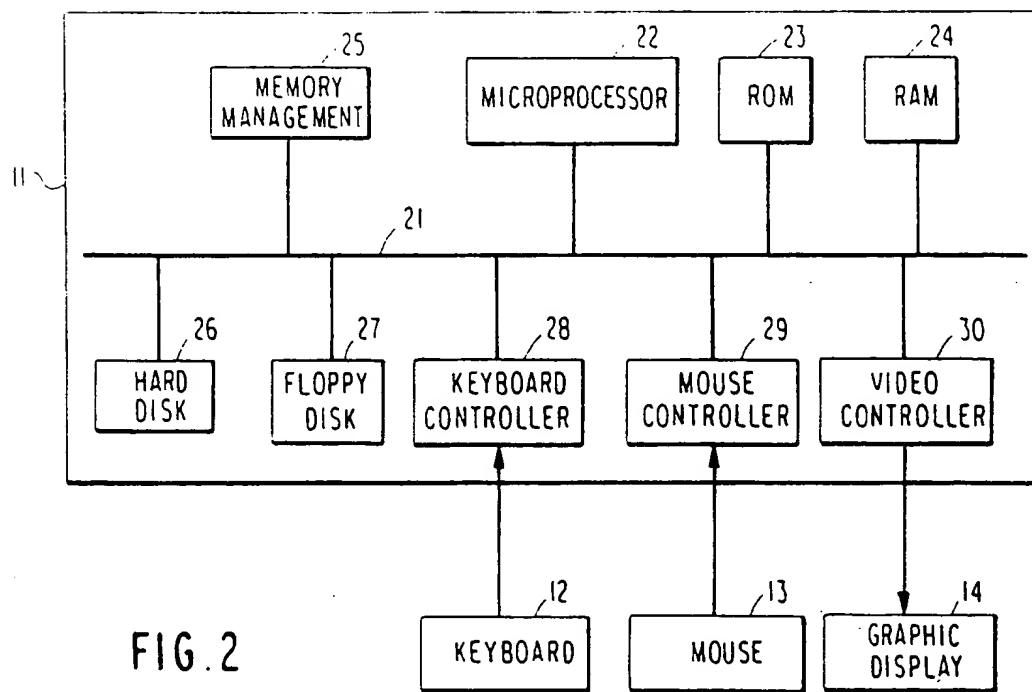 25
22
23
24
MEMORY
MANAGEMENT
MICROPROCESSOR
ROM
RAM
11
21
26
27
28
29
30
HARD
DISK
FLOPPY
DISK
KEYBOARD
CONTROLLER
MOUSE
CONTROLLER
VIDEO
CONTROLLER
12
13
14
KEYBOARD
MOUSE
GRAPHIC
DISPLAY
FIG.2